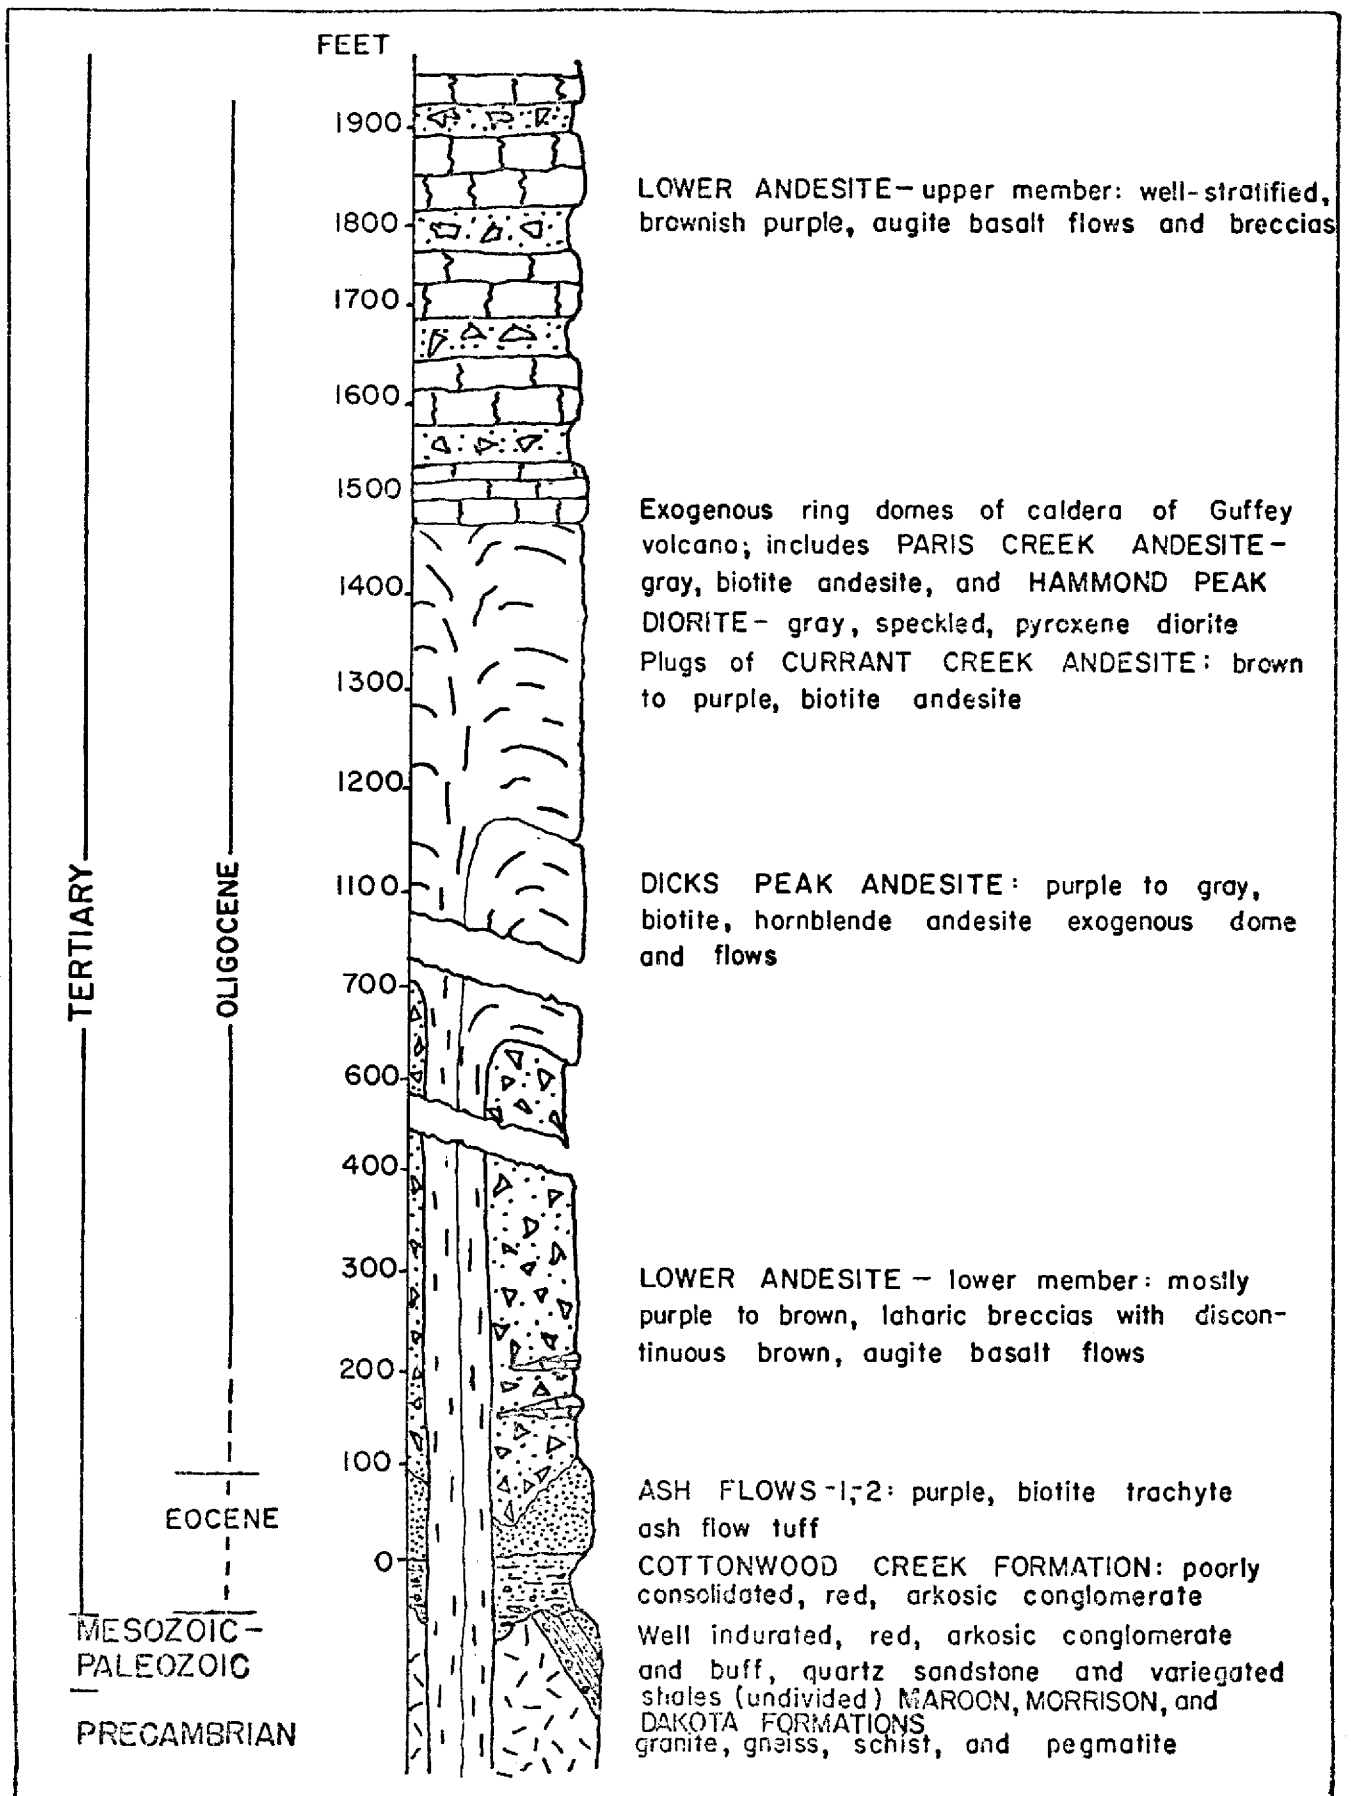 FEET
1900
1800
1700
1600
1500
1400
1300
1200
1100
700
600
400
300
200
100
0
TERTIARY
OLIGOCENE
EOCENE
MESOZOIC-
PALEOZOIC
PRECAMBRIAN
LOWER ANDESITE- upper member: well-stratified,
brownish purple, augite basalt flows and breccias
Exogenous ring domes of caldera of Guffey
volcano; includes PARIS CREEK ANDESITE-
gray, biotite andesite, and HAMMOND PEAK
DIORITE- gray, speckled, pyroxene diorite
Plugs of CURRANT CREEK ANDESITE: brown
to purple, biotite andesite
DICKS PEAK ANDESITE: purple to gray,
biotite, hornblende andesite exogenous dome
and flows
LOWER ANDESITE - lower member: mostly
purple to brown, laharic breccias with discon-
tinuous brown, augite basalt flows
ASH FLOWS -1,-2: purple, biotite trachyte
ash flow tuff
COTTONWOOD CREEK FORMATION: poorly
consolidated, red, arkosic conglomerate
Well indurated, red, arkosic conglomerate
and buff, quartz sandstone and variegated
shales (undivided) MAROON, MORRISON, and
DAKOTA FORMATIONS
granite, gneiss, schist, and pegmatite